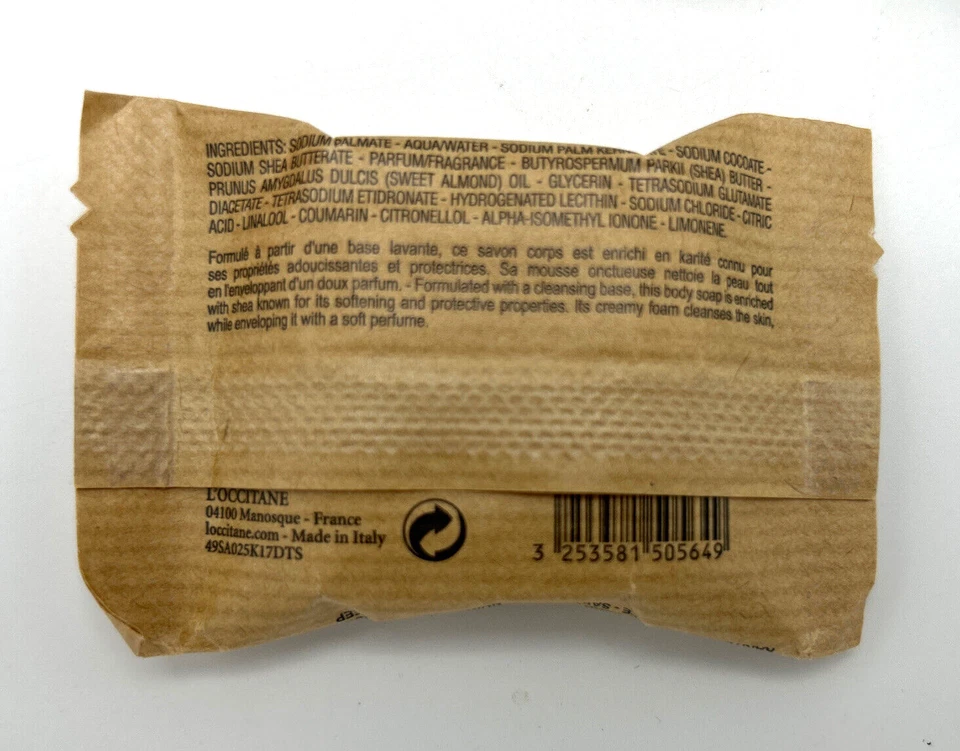 INGREDIENTS: SODIUM PALMATE - AQUA/WATER - SODIUM PALM - SODIUM COCOATE -
SODIUM SHEA BUTTERATE - PARFUM/FRAGRANCE - BUTYROSPERMUM PARKII (SHEA) BUTTER -
PRUNUS AMYGDALUS DULCIS (SWEET ALMOND) OIL - GLYCERIN - TETRASODIUM GLUTAMATE
DIACETATE - TETRASODIUM ETIDRONATE - HYDROGENATED LECITHIN - SODIUM CHLORIDE - CITRIC
ACID - LINALOOL - COUMARIN - CITRONELLOL - ALPHA-ISOMETHYL IONONE - LIMONENE.
Formulé à partir d'une base lavante, ce savon corps est enrichi en karité connu pour
ses propriétés adoucissantes et protectrices. Sa mousse onctueuse nettoie la peau tout
en l'enveloppant d'un doux parfum. - Formulated with a cleansing base, this body soap is enriched
with shea known for its softening and protective properties. Its creamy foam cleanses the skin,
while enveloping it with a soft perfume.
L'OCCITANE
04100 Manosque - France
loccitane.com - Made in Italy
49SA025K17DTS
3 253581 505649